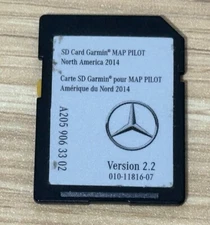 SD Card Garmin® MAP PILOT
North America 2014
Carte SD Garmin® pour MAP PILOT
Amérique du Nord 2014
A205 906 33 02
Version 2.2
010-11816-07